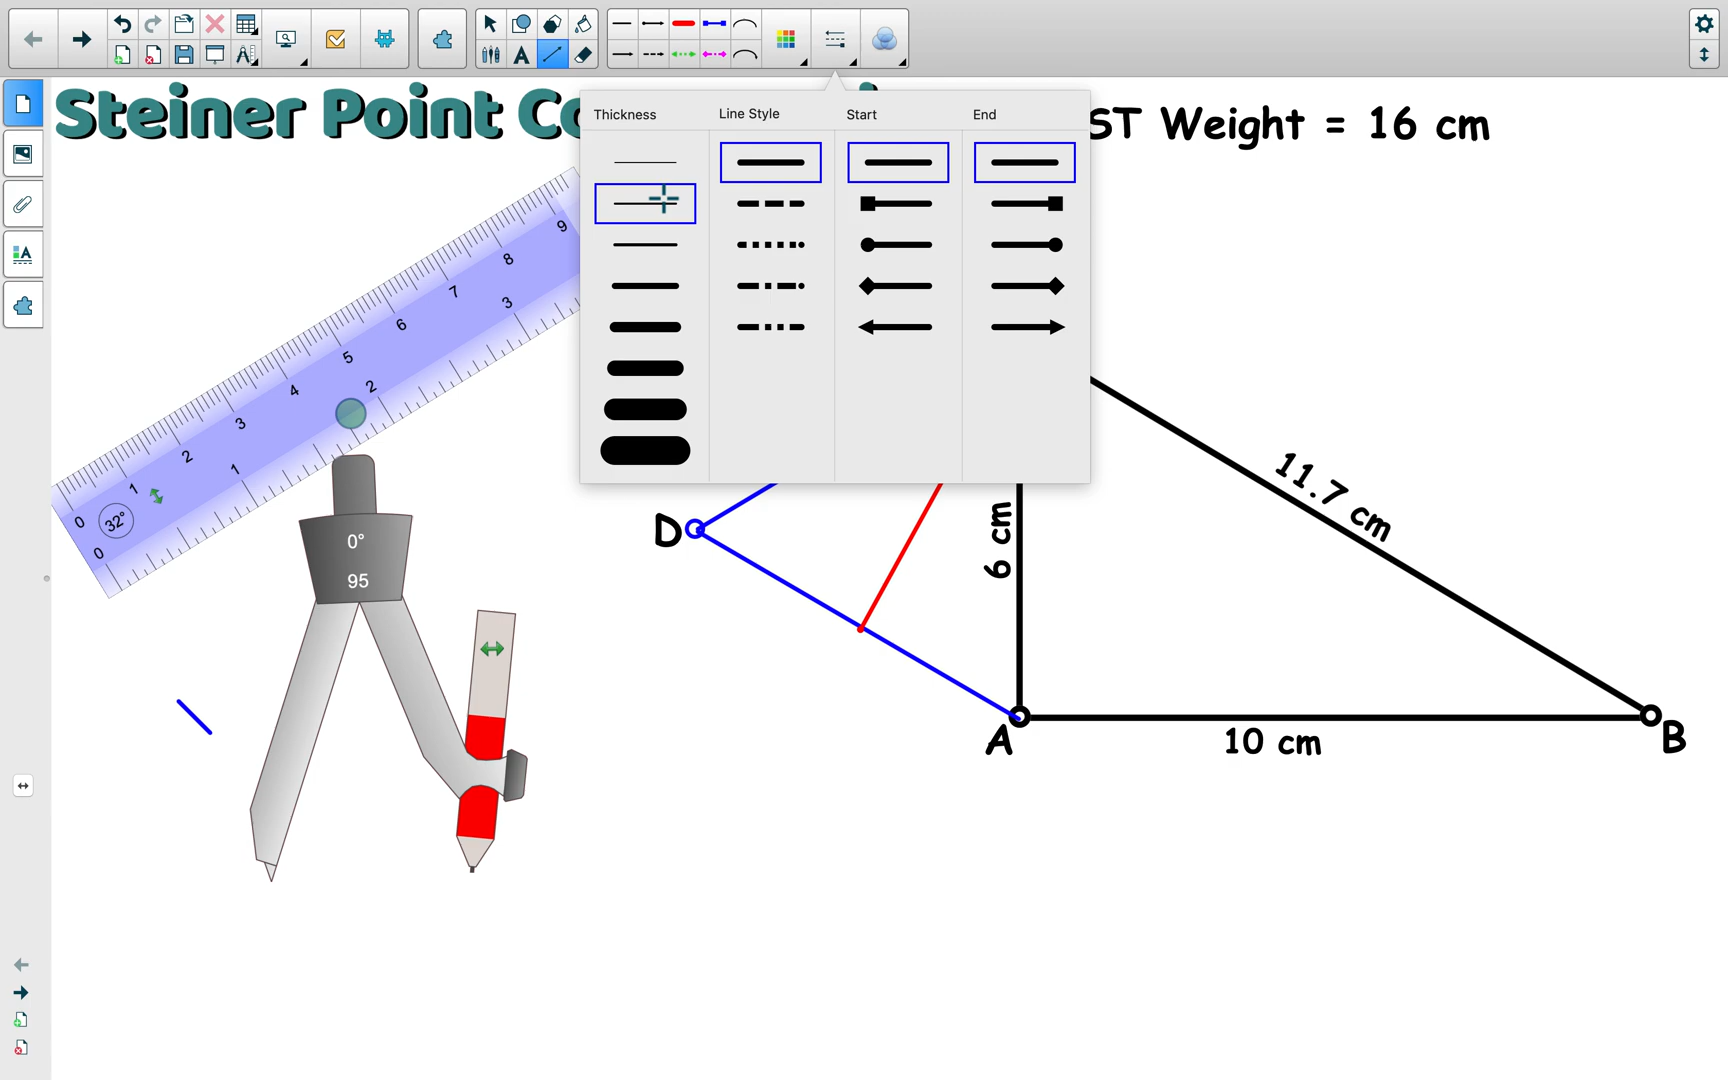 Steiner Point Co
ST Weight = 16 cm
Thickness
Line Style
Start
End
0 1 2 3 4 5 6 7 8 9
0 1 2 3
32°
0°
95
D
6 cm
11.7 cm
A
10 cm
B
A
A